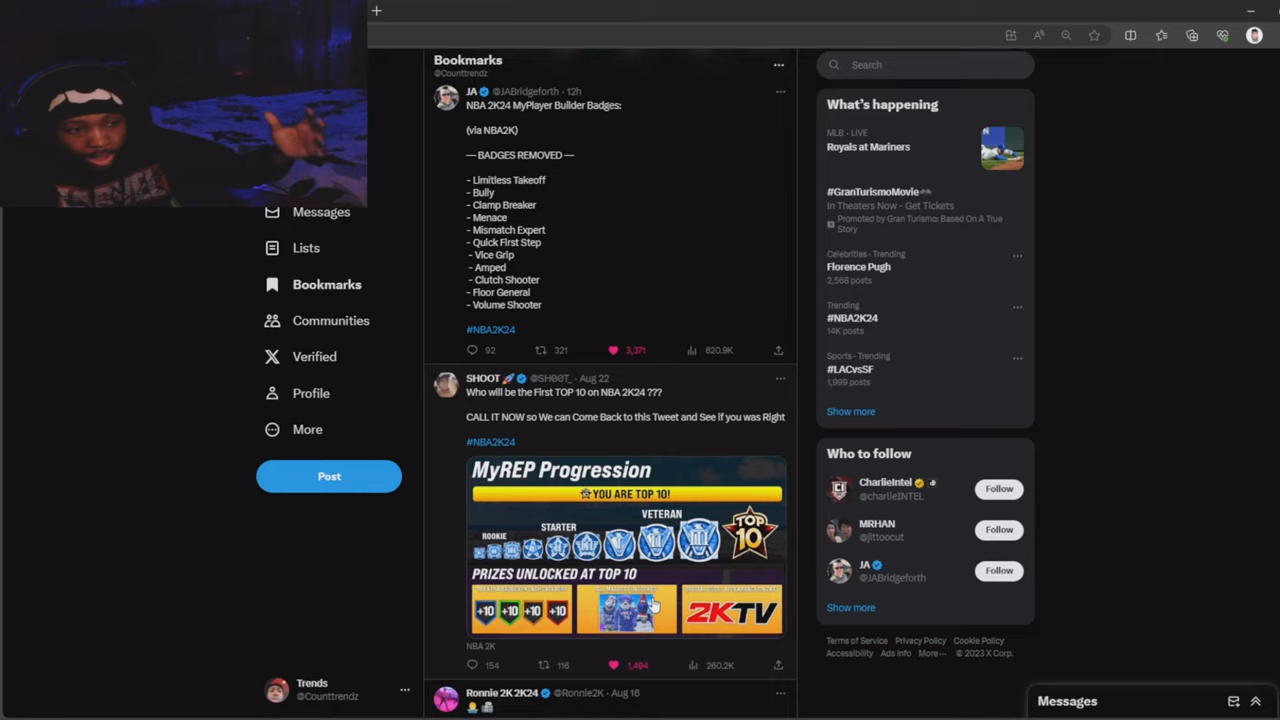 Bookmarks
@Counttrendz
JA @JABridgeforth · 12h
NBA 2K24 MyPlayer Builder Badges:
(via NBA2K)
— BADGES REMOVED —
- Limitless Takeoff
- Bully
- Clamp Breaker
- Menace
- Mismatch Expert
- Quick First Step
- Vice Grip
- Amped
- Clutch Shooter
- Floor General
- Volume Shooter
#NBA2K24
92 321 3,371 620.9K
SHOOT 🚀 @SH00T_ · Aug 22
Who will be the First TOP 10 on NBA 2K24 ???
CALL IT NOW so We can Come Back to this Tweet and See if you was Right
#NBA2K24
MyREP Progression
YOU ARE TOP 10!
ROOKIE STARTER VETERAN
TOP 10
PRIZES UNLOCKED AT TOP 10
+10 +10 +10 +10
2KTV
NBA 2K
154 116 1,494 260.2K
Ronnie 2K 2K24 @Ronnie2K · Aug 16
Messages
Lists
Bookmarks
Communities
Verified
Profile
More
Post
Trends
@Counttrendz
Search
What's happening
MLB · LIVE
Royals at Mariners
#GranTurismoMovie
In Theaters Now - Get Tickets
Promoted by Gran Turismo: Based On A True
Story
Celebrities · Trending
Florence Pugh
2,568 posts
Trending
#NBA2K24
14K posts
Sports · Trending
#LACvsSF
1,999 posts
Show more
Who to follow
CharlieIntel
@charlieINTEL
Follow
MRHAN
@jittoocut
Follow
JA
@JABridgeforth
Follow
Show more
Terms of Service Privacy Policy Cookie Policy
Accessibility Ads info More ··· © 2023 X Corp.
Messages